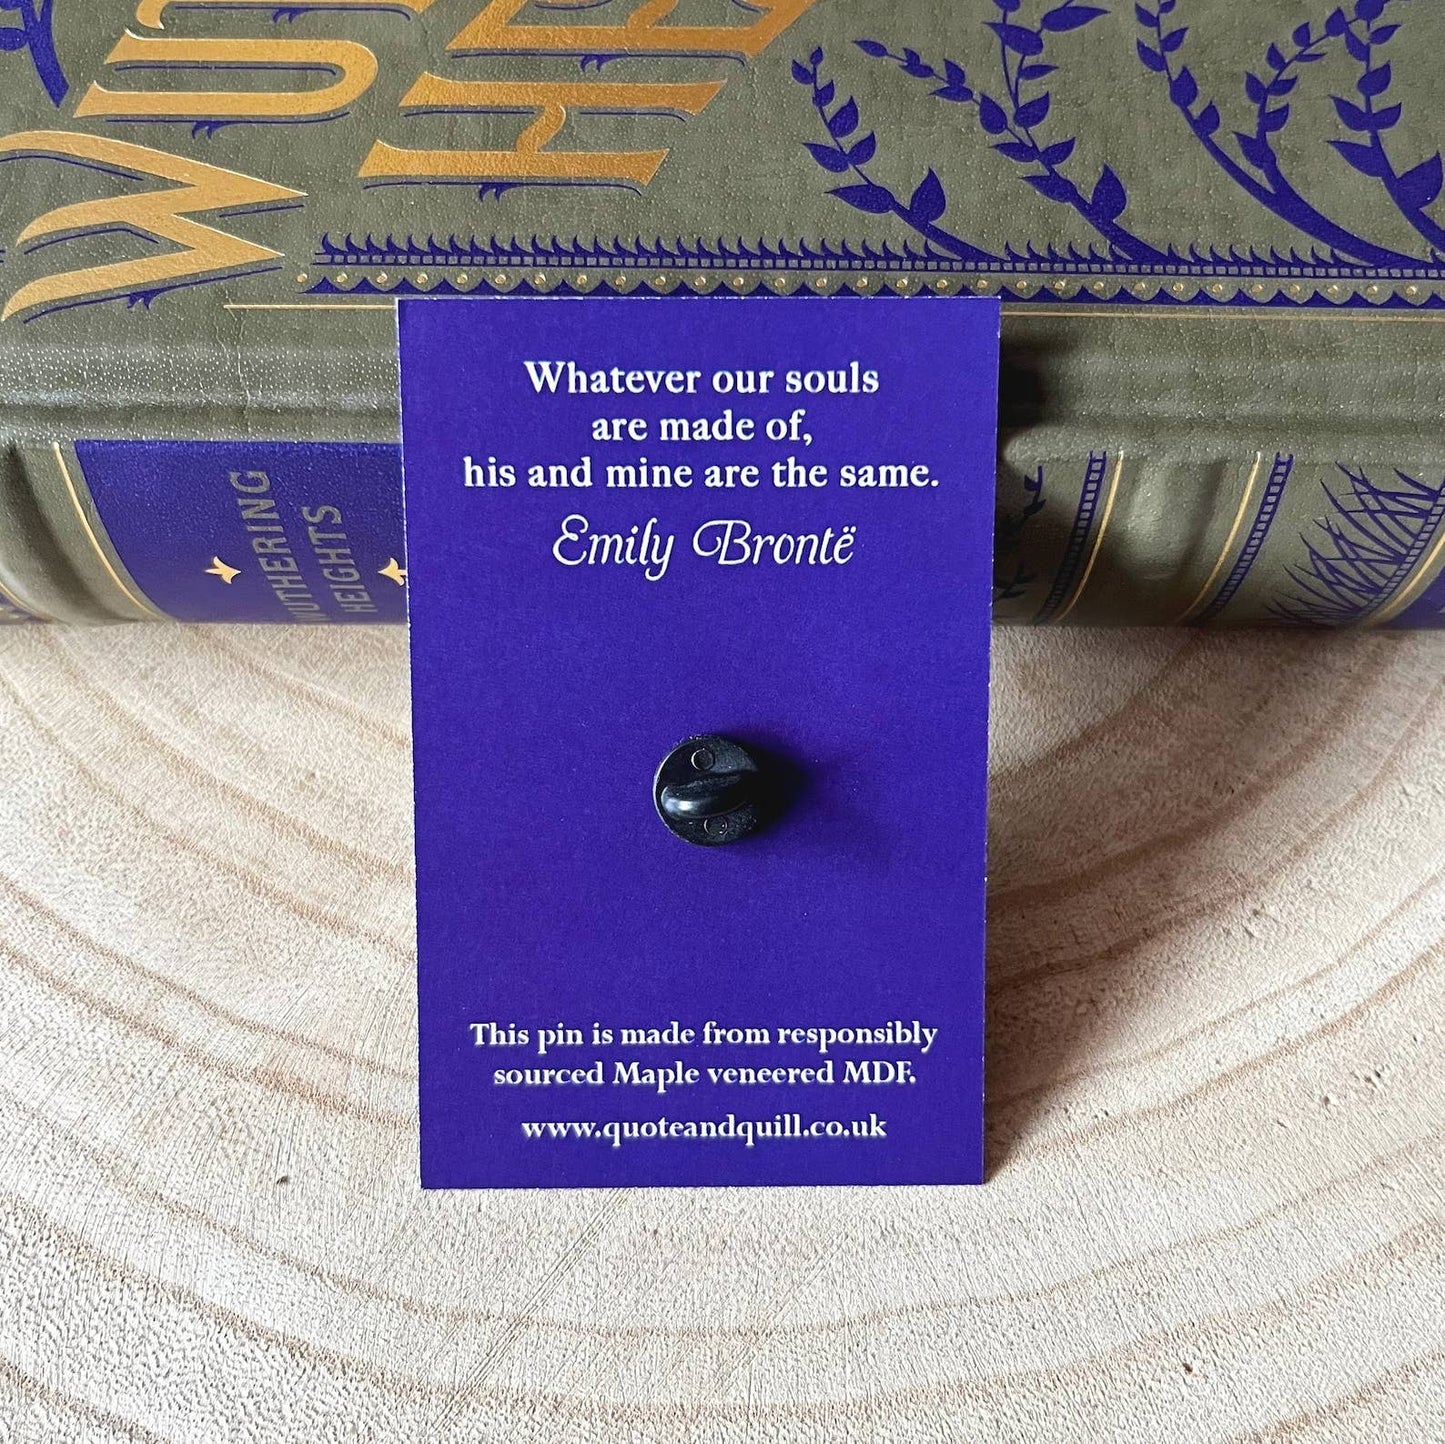 WUTHERING
HEIGHTS
Whatever our souls
are made of,
his and mine are the same.
Emily Brontë
This pin is made from responsibly
sourced Maple veneered MDF.
www.quoteandquill.co.uk